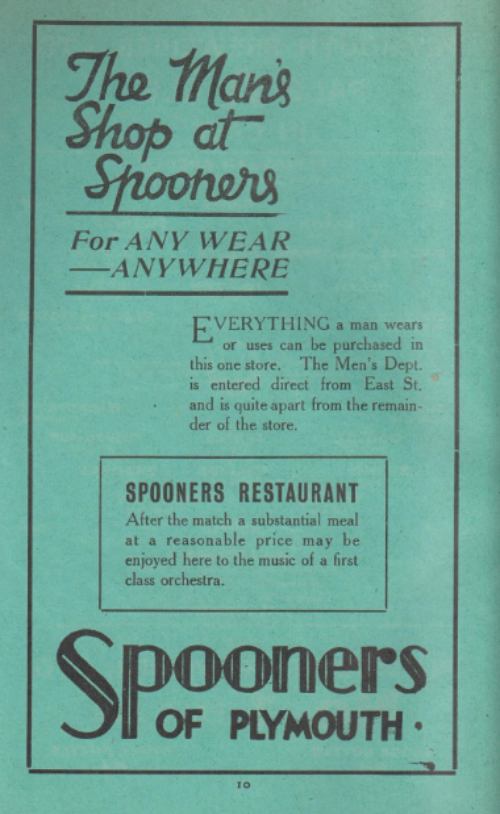 The Man's
Shop at
Spooners
For ANY WEAR
—ANYWHERE
EVERYTHING a man wears
or uses can be purchased in
this one store. The Men's Dept.
is entered direct from East St.
and is quite apart from the remain-
der of the store.
SPOONERS RESTAURANT
After the match a substantial meal
at a reasonable price may be
enjoyed here to the music of a first
class orchestra.
Spooners
OF PLYMOUTH.
10